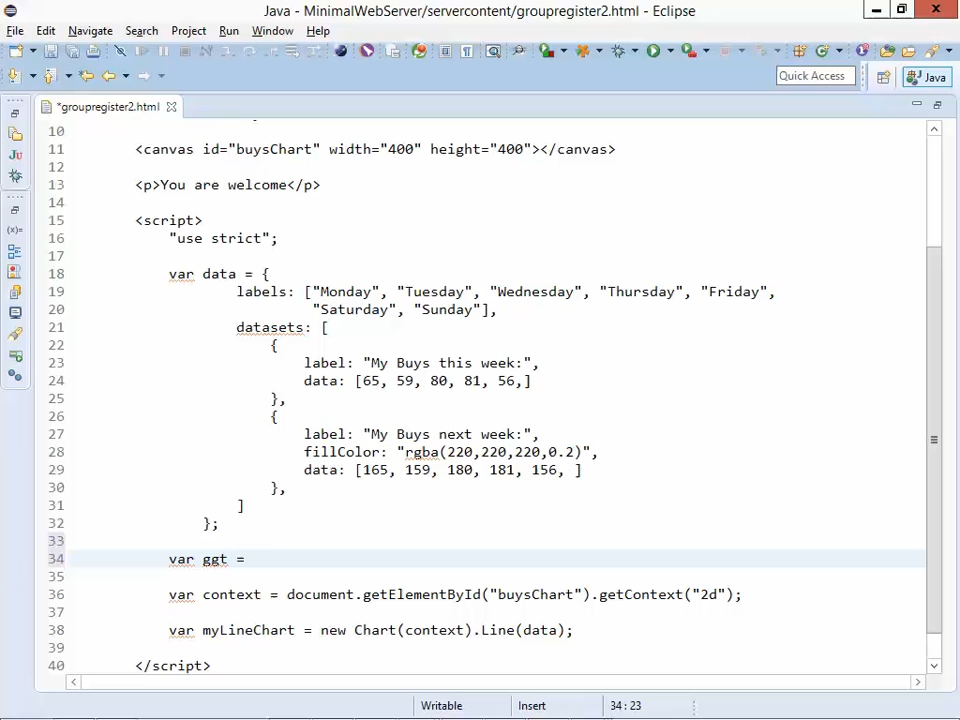 Java - MinimalWebServer/servercontent/groupregister2.html - Eclipse
File Edit Navigate Search Project Run Window Help
Quick Access
Java
*groupregister2.html
10
11 <canvas id="buysChart" width="400" height="400"></canvas>
12
13 <p>You are welcome</p>
14
15 <script>
16 "use strict";
17
18 var data = {
19 labels: ["Monday", "Tuesday", "Wednesday", "Thursday", "Friday",
20 "Saturday", "Sunday"],
21 datasets: [
22 {
23 label: "My Buys this week:",
24 data: [65, 59, 80, 81, 56,]
25 },
26 {
27 label: "My Buys next week:",
28 fillColor: "rgba(220,220,220,0.2)",
29 data: [165, 159, 180, 181, 156, ]
30 },
31 ]
32 };
33
34 var ggt =
35
36 var context = document.getElementById("buysChart").getContext("2d");
37
38 var myLineChart = new Chart(context).Line(data);
39
40 </script>
Writable Insert 34 : 23